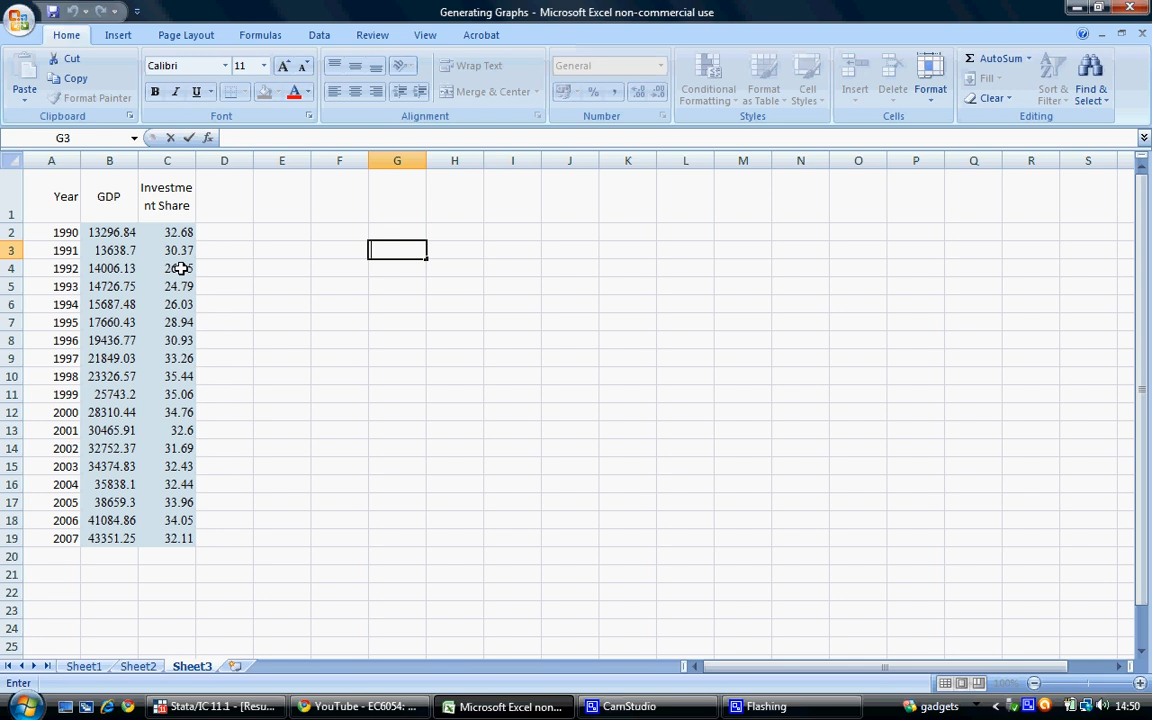 Generating Graphs - Microsoft Excel non-commercial use
Home Insert Page Layout Formulas Data Review View Acrobat
Paste Cut Copy Format Painter Clipboard
Calibri 11 A A B I U A Font
Wrap Text Merge & Center Alignment
General % , Number
Conditional Formatting Format as Table Cell Styles Styles
Insert Delete Format Cells
Σ AutoSum Fill Clear Sort & Filter Find & Select Editing
G3 fx
A B C D E F G H I J K L M N O P Q R S
1 Year GDP Investme
nt Share
2 1990 13296.84 32.68
3 1991 13638.7 30.37
4 1992 14006.13
5 1993 14726.75 24.79
6 1994 15687.48 26.03
7 1995 17660.43 28.94
8 1996 19436.77 30.93
9 1997 21849.03 33.26
10 1998 23326.57 35.44
11 1999 25743.2 35.06
12 2000 28310.44 34.76
13 2001 30465.91 32.6
14 2002 32752.37 31.69
15 2003 34374.83 32.43
16 2004 35838.1 32.44
17 2005 38659.3 33.96
18 2006 41084.86 34.05
19 2007 43351.25 32.11
20
21
22
23
24
25
Sheet1 Sheet2 Sheet3
Enter 100%
Stata/IC 11.1 - [Resu... YouTube - EC6054: ... Microsoft Excel non... CamStudio Flashing gadgets 14:50